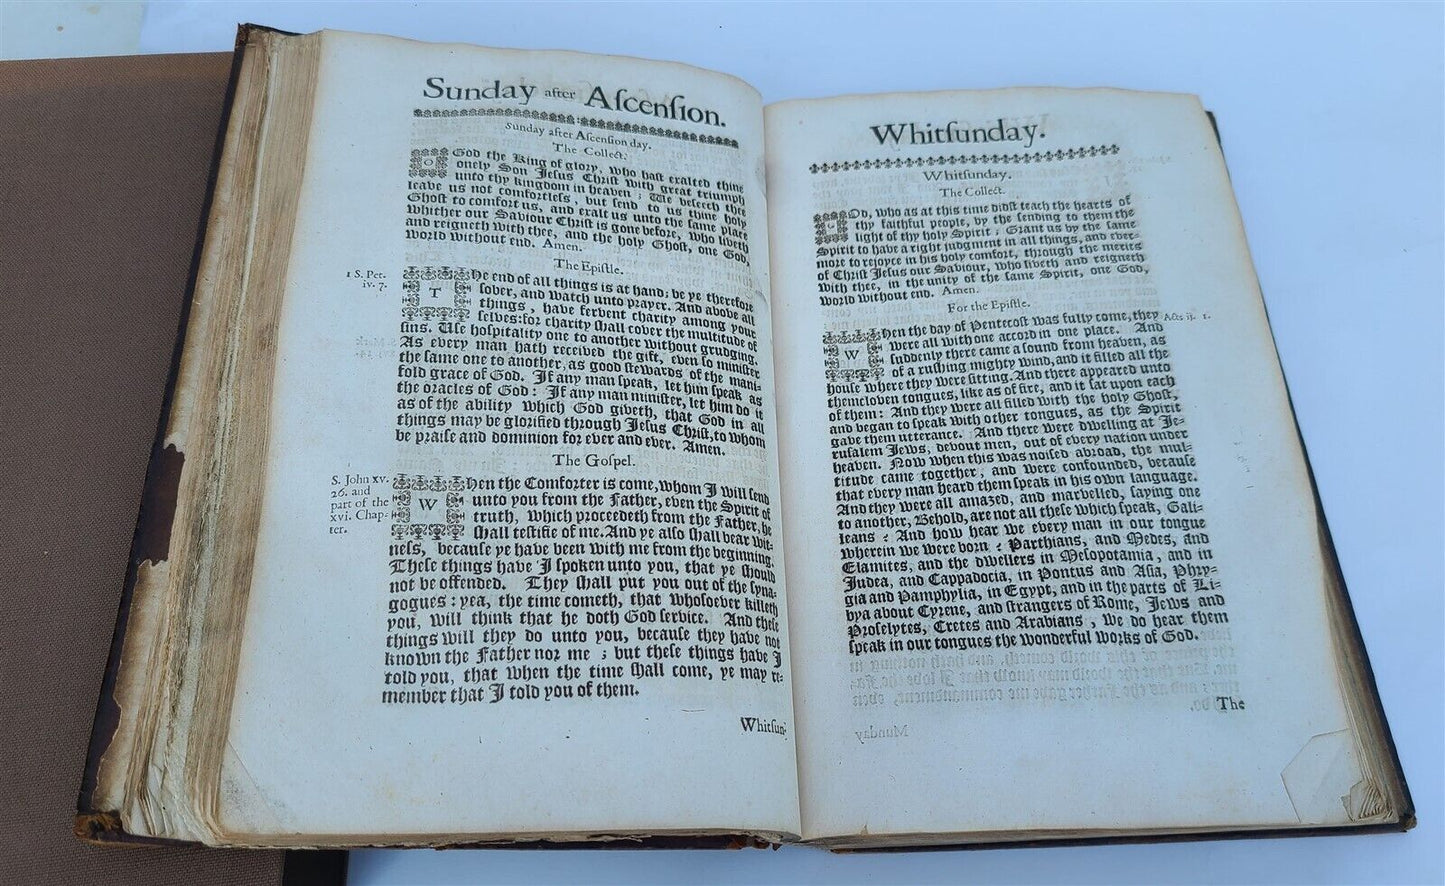 Sunday after Aſcenſion.
Sunday after Aſcenſion day.
The Collect.
O God the King of glory, who haſt exalted thine
onely Son Jeſus Chriſt with great triumph
unto thy kingdom in heaven; We beſeech thee
leave us not comfortleſs, but ſend to us thine holy
Ghoſt to comfort us, and exalt us unto the ſame place
whither our Saviour Chriſt is gone before, who liveth
and reigneth with thee, and the holy Ghoſt, one God,
world without end. Amen.
The Epiſtle.
1 S. Pet.
iv. 7.
The end of all things is at hand; be ye therefore
ſober, and watch unto prayer. And above all
things, have fervent charity among your
ſelves: for charity ſhall cover the multitude of
ſins. Uſe hoſpitality one to another without grudging.
As every man hath received the gift, even ſo miniſter
the ſame one to another, as good ſtewards of the mani-
fold grace of God. If any man ſpeak, let him ſpeak as
the oracles of God: If any man miniſter, let him do it
as of the ability which God giveth, that God in all
things may be glorified through Jeſus Chriſt, to whom
be praiſe and dominion for ever and ever. Amen.
The Goſpel.
S. John xv.
26. and
part of the
xvi. Chap-
ter.
When the Comforter is come, whom I will ſend
unto you from the Father, even the Spirit of
truth, which proceedeth from the Father, he
ſhall teſtifie of me. And ye alſo ſhall bear wit-
neſs, becauſe ye have been with me from the beginning.
Theſe things have I ſpoken unto you, that ye ſhould
not be offended. They ſhall put you out of the ſyna-
gogues: yea, the time cometh, that whoſoever killeth
you, will think that he doth God ſervice. And theſe
things will they do unto you, becauſe they have not
known the Father nor me; but theſe things have I
told you, that when the time ſhall come, ye may re-
member that I told you of them.
Whitſun-
Whitſunday.
Whitſunday.
The Collect.
GOd, who as at this time didſt teach the hearts of
thy faithful people, by the ſending to them the
light of thy holy Spirit; Grant us by the ſame
Spirit to have a right judgment in all things, and ever-
more to rejoyce in his holy comfort, through the merits
of Chriſt Jeſus our Saviour, who liveth and reigneth
with thee, in the unity of the ſame Spirit, one God,
world without end. Amen.
For the Epiſtle.
Acts ij. 1.
When the day of Pentecoſt was fully come, they
were all with one accord in one place. And
ſuddenly there came a ſound from heaven, as
of a ruſhing mighty wind, and it filled all the
houſe where they were ſitting. And there appeared unto
them cloven tongues, like as of fire, and it ſat upon each
of them: And they were all filled with the holy Ghoſt,
and began to ſpeak with other tongues, as the Spirit
gave them utterance. And there were dwelling at Je-
ruſalem Jews, devout men, out of every nation under
heaven. Now when this was noiſed abroad, the mul-
titude came together, and were confounded, becauſe
that every man heard them ſpeak in his own language.
And they were all amazed, and marvelled, ſaying one
to another, Behold, are not all theſe which ſpeak, Gali-
leans? And how hear we every man in our tongue
wherein we were born? Parthians, and Medes, and
Elamites, and the dwellers in Meſopotamia, and in
Judea, and Cappadocia, in Pontus and Aſia, Phry-
gia and Pamphylia, in Egypt, and in the parts of Li-
bya about Cyrene, and ſtrangers of Rome, Jews and
Proſelytes, Cretes and Arabians, we do hear them
ſpeak in our tongues the wonderful works of God.
The